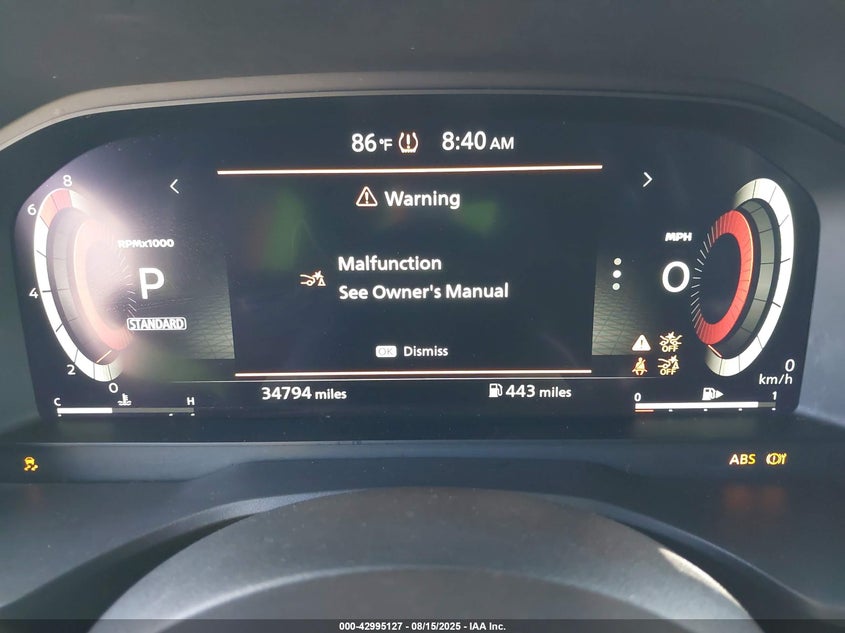 86°F 8:40 AM
Warning
8
6
4
2
0
RPMx1000
P
STANDARD
Malfunction
See Owner's Manual
OK Dismiss
MPH
0
OFF
OFF
0
km/h
34794 miles
443 miles
C H
0 1
ABS
000-42995127 - 08/15/2025 - IAA Inc.